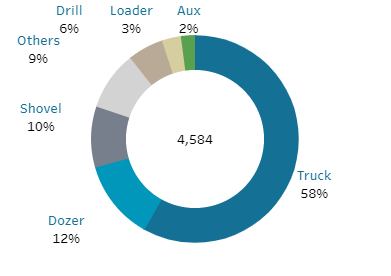 Drill Loader Aux
6% 3% 2%
Others
9%
Shovel
10%
4,584
Truck
58%
Dozer
12%